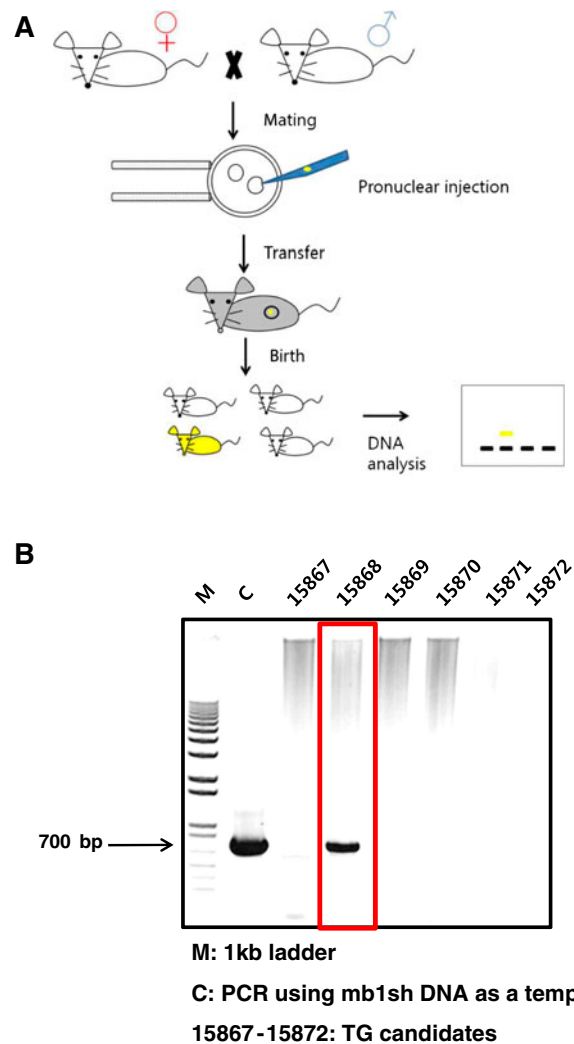 A
Mating
Pronuclear injection
Transfer
Birth
DNA
analysis
B
M C 15867 15868 15869 15870 15871 15872
700 bp
M: 1kb ladder
C: PCR using mb1sh DNA as a temp
15867-15872: TG candidates